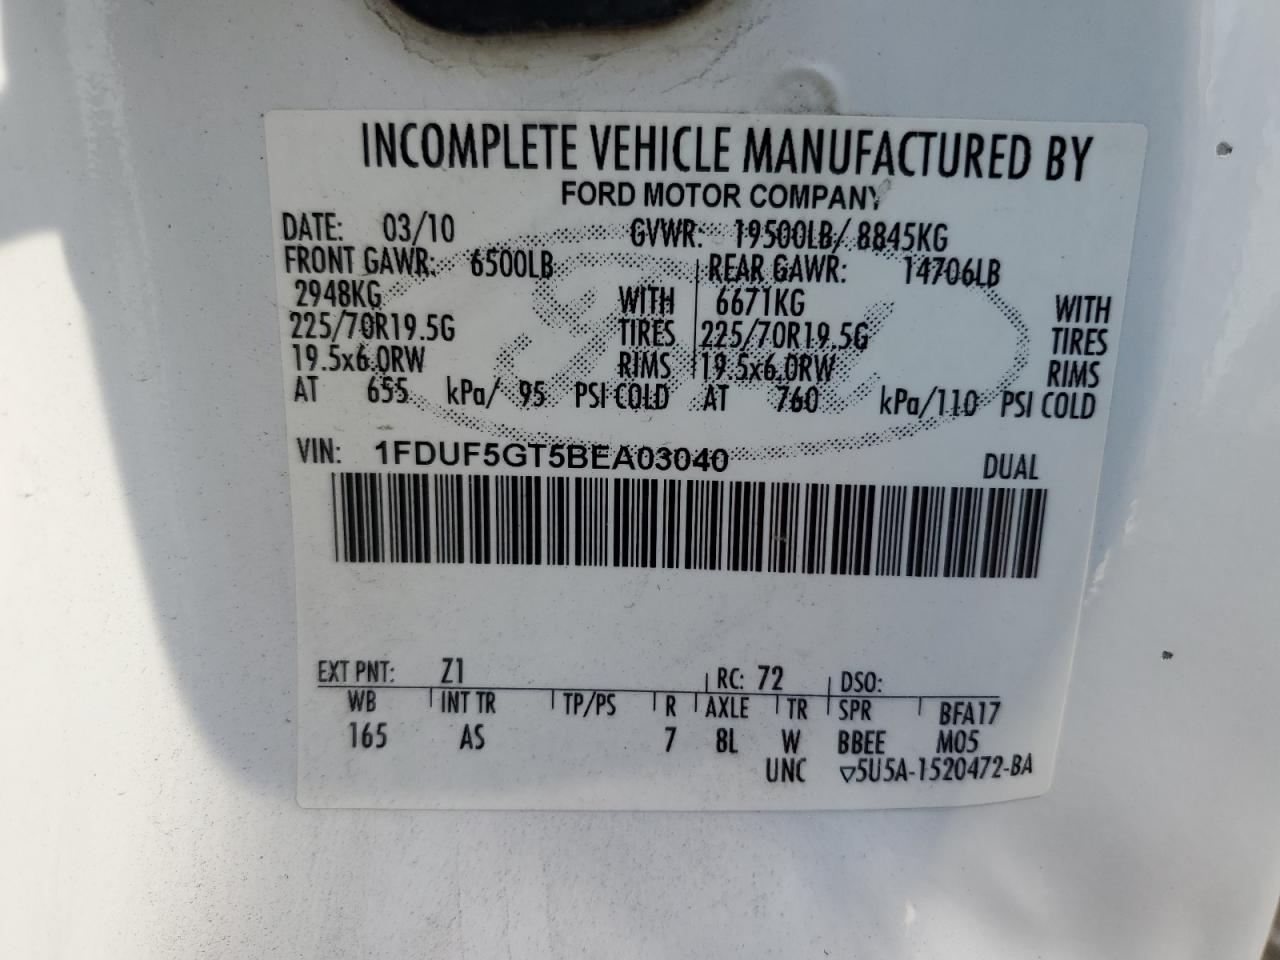 INCOMPLETE VEHICLE MANUFACTURED BY
FORD MOTOR COMPANY
DATE: 03/10 GVWR: 19500LB/ 8845KG
FRONT GAWR: 6500LB REAR GAWR: 14706LB
2948KG WITH 6671KG WITH
225/70R19.5G TIRES 225/70R19.5G TIRES
19.5x6.0RW RIMS 19.5x6.0RW RIMS
AT 655 kPa/ 95 PSI COLD AT 760 kPa/110 PSI COLD
VIN: 1FDUF5GT5BEA03040 DUAL
EXT PNT: Z1 RC: 72 DSO:
WB INT TR TP/PS R AXLE TR SPR BFA17
165 AS 7 8L W BBEE M05
UNC ▽5U5A-1520472-BA